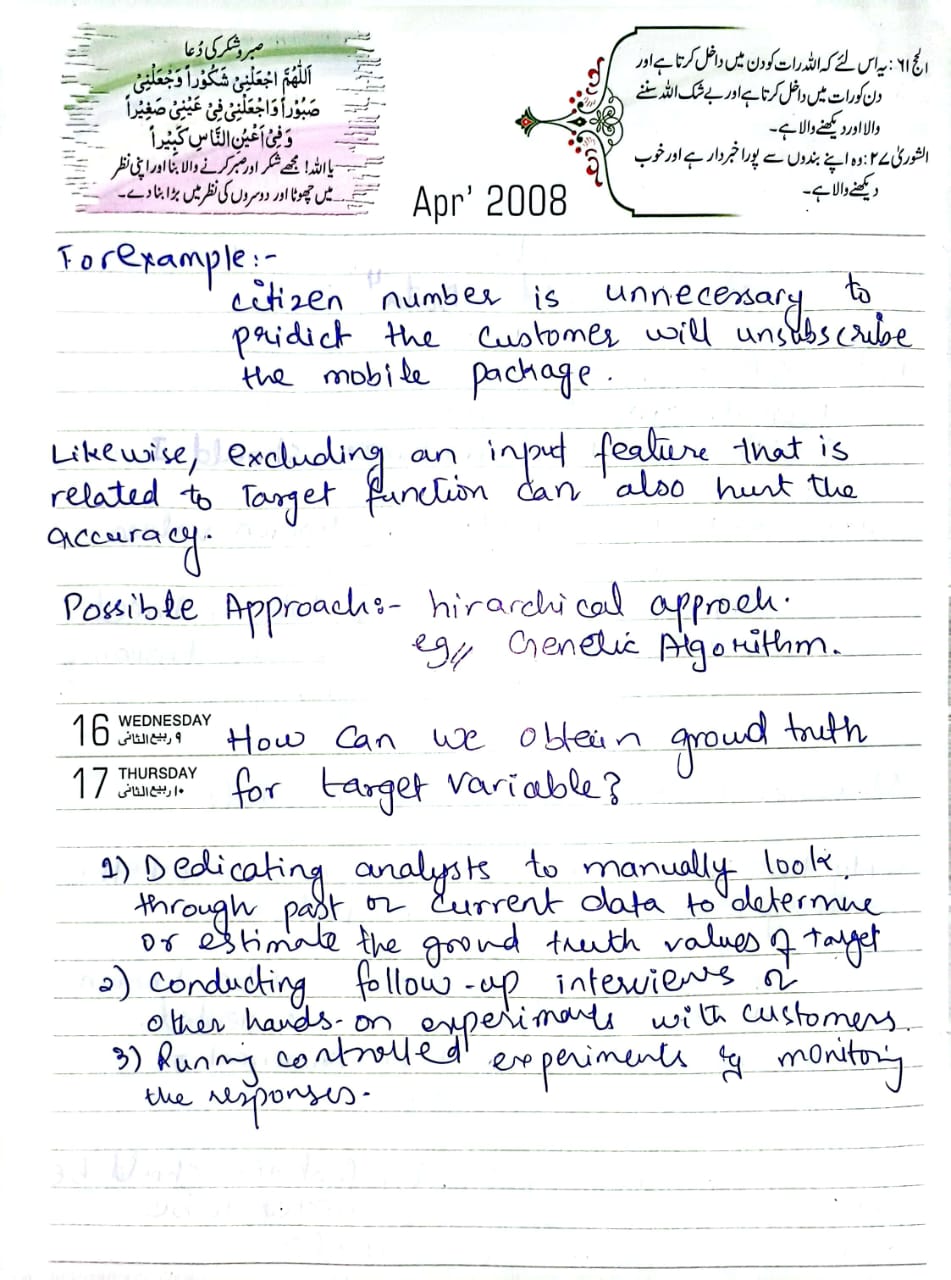 صبر و شکر کی دُعا
اَللّٰهُمَّ اجْعَلْنِیْ شَکُوْراً وَّجْعَلْنِیْ
صَبُوْراً وَاجْعَلْنِیْ فِیْ عَیْنِیْ صَغِیْراً
وَفِیْ اَعْیُنِ النَّاسِ کَبِیْراً
یا اللہ! مجھے شکر اور صبر کرنے والا بنا اور اپنی نظر
میں چھوٹا اور دوسروں کی نظر میں بڑا بنا دے۔
Apr' 2008
الحج ۶۱: یہ اس لئے کہ اللہ رات کو دن میں داخل کرتا ہے اور
دن کو رات میں داخل کرتا ہے اور بے شک اللہ سننے
والا اور دیکھنے والا ہے۔
الشوریٰ ۲۷: وہ اپنے بندوں سے پورا خبردار ہے اور خوب
دیکھنے والا ہے۔
For example:-
citizen number is unnecessary to
pridict the customer will unsubscribe
the mobile package.
Likewise, excluding an input feature that is
related to Target function can also hurt the
accuracy.
Possible Approach:- hirarchical approch.
eg// Genetic Algorithm.
16 WEDNESDAY ۹ ربیع الثانی
How can we obtain groud truth
17 THURSDAY ۱۰ ربیع الثانی
for target variable?
1) Dedicating analysts to manually look
through past or current data to determine
or estimate the groud truth values of target
2) Conducting follow-up interviews or
other hands-on experiments with customers.
3) Running controlled experiments & monitoring
the responses.